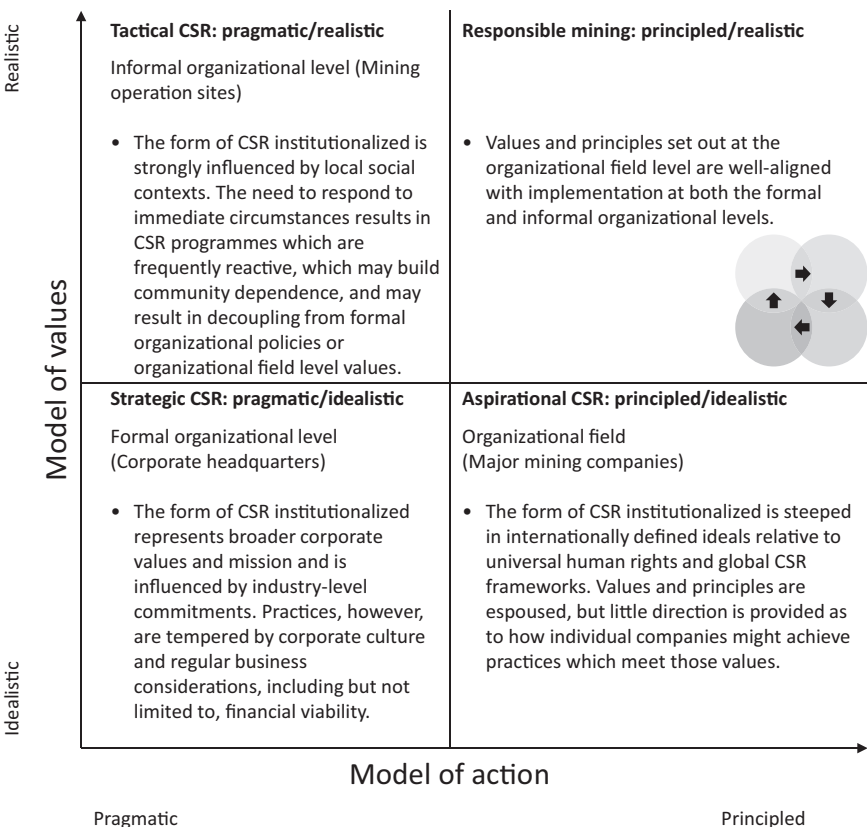 Realistic
Model of values
Idealistic
Tactical CSR: pragmatic/realistic
Informal organizational level (Mining
operation sites)
• The form of CSR institutionalized is
strongly influenced by local social
contexts. The need to respond to
immediate circumstances results in
CSR programmes which are
frequently reactive, which may build
community dependence, and may
result in decoupling from formal
organizational policies or
organizational field level values.
Responsible mining: principled/realistic
• Values and principles set out at the
organizational field level are well-aligned
with implementation at both the formal
and informal organizational levels.
Strategic CSR: pragmatic/idealistic
Formal organizational level
(Corporate headquarters)
• The form of CSR institutionalized
represents broader corporate
values and mission and is
influenced by industry-level
commitments. Practices, however,
are tempered by corporate culture
and regular business
considerations, including but not
limited to, financial viability.
Aspirational CSR: principled/idealistic
Organizational field
(Major mining companies)
• The form of CSR institutionalized is steeped
in internationally defined ideals relative to
universal human rights and global CSR
frameworks. Values and principles are
espoused, but little direction is provided as
to how individual companies might achieve
practices which meet those values.
Model of action
Pragmatic
Principled